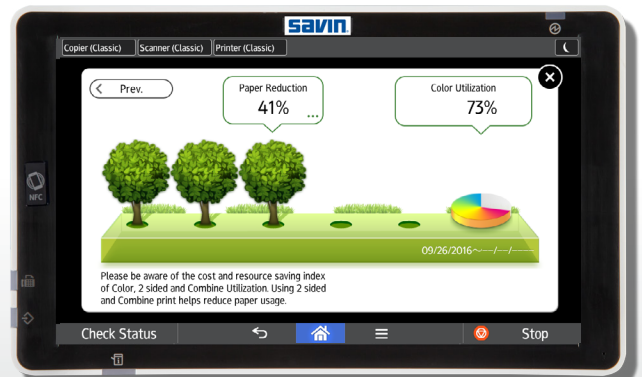 savin
Copier (Classic)
Scanner (Classic)
Printer (Classic)
Prev.
Paper Reduction
41%
...
Color Utilization
73%
NFC
09/26/2016~----/--/--
Please be aware of the cost and resource saving index
of Color, 2 sided and Combine Utilization. Using 2 sided
and Combine print helps reduce paper usage.
Check Status
Stop